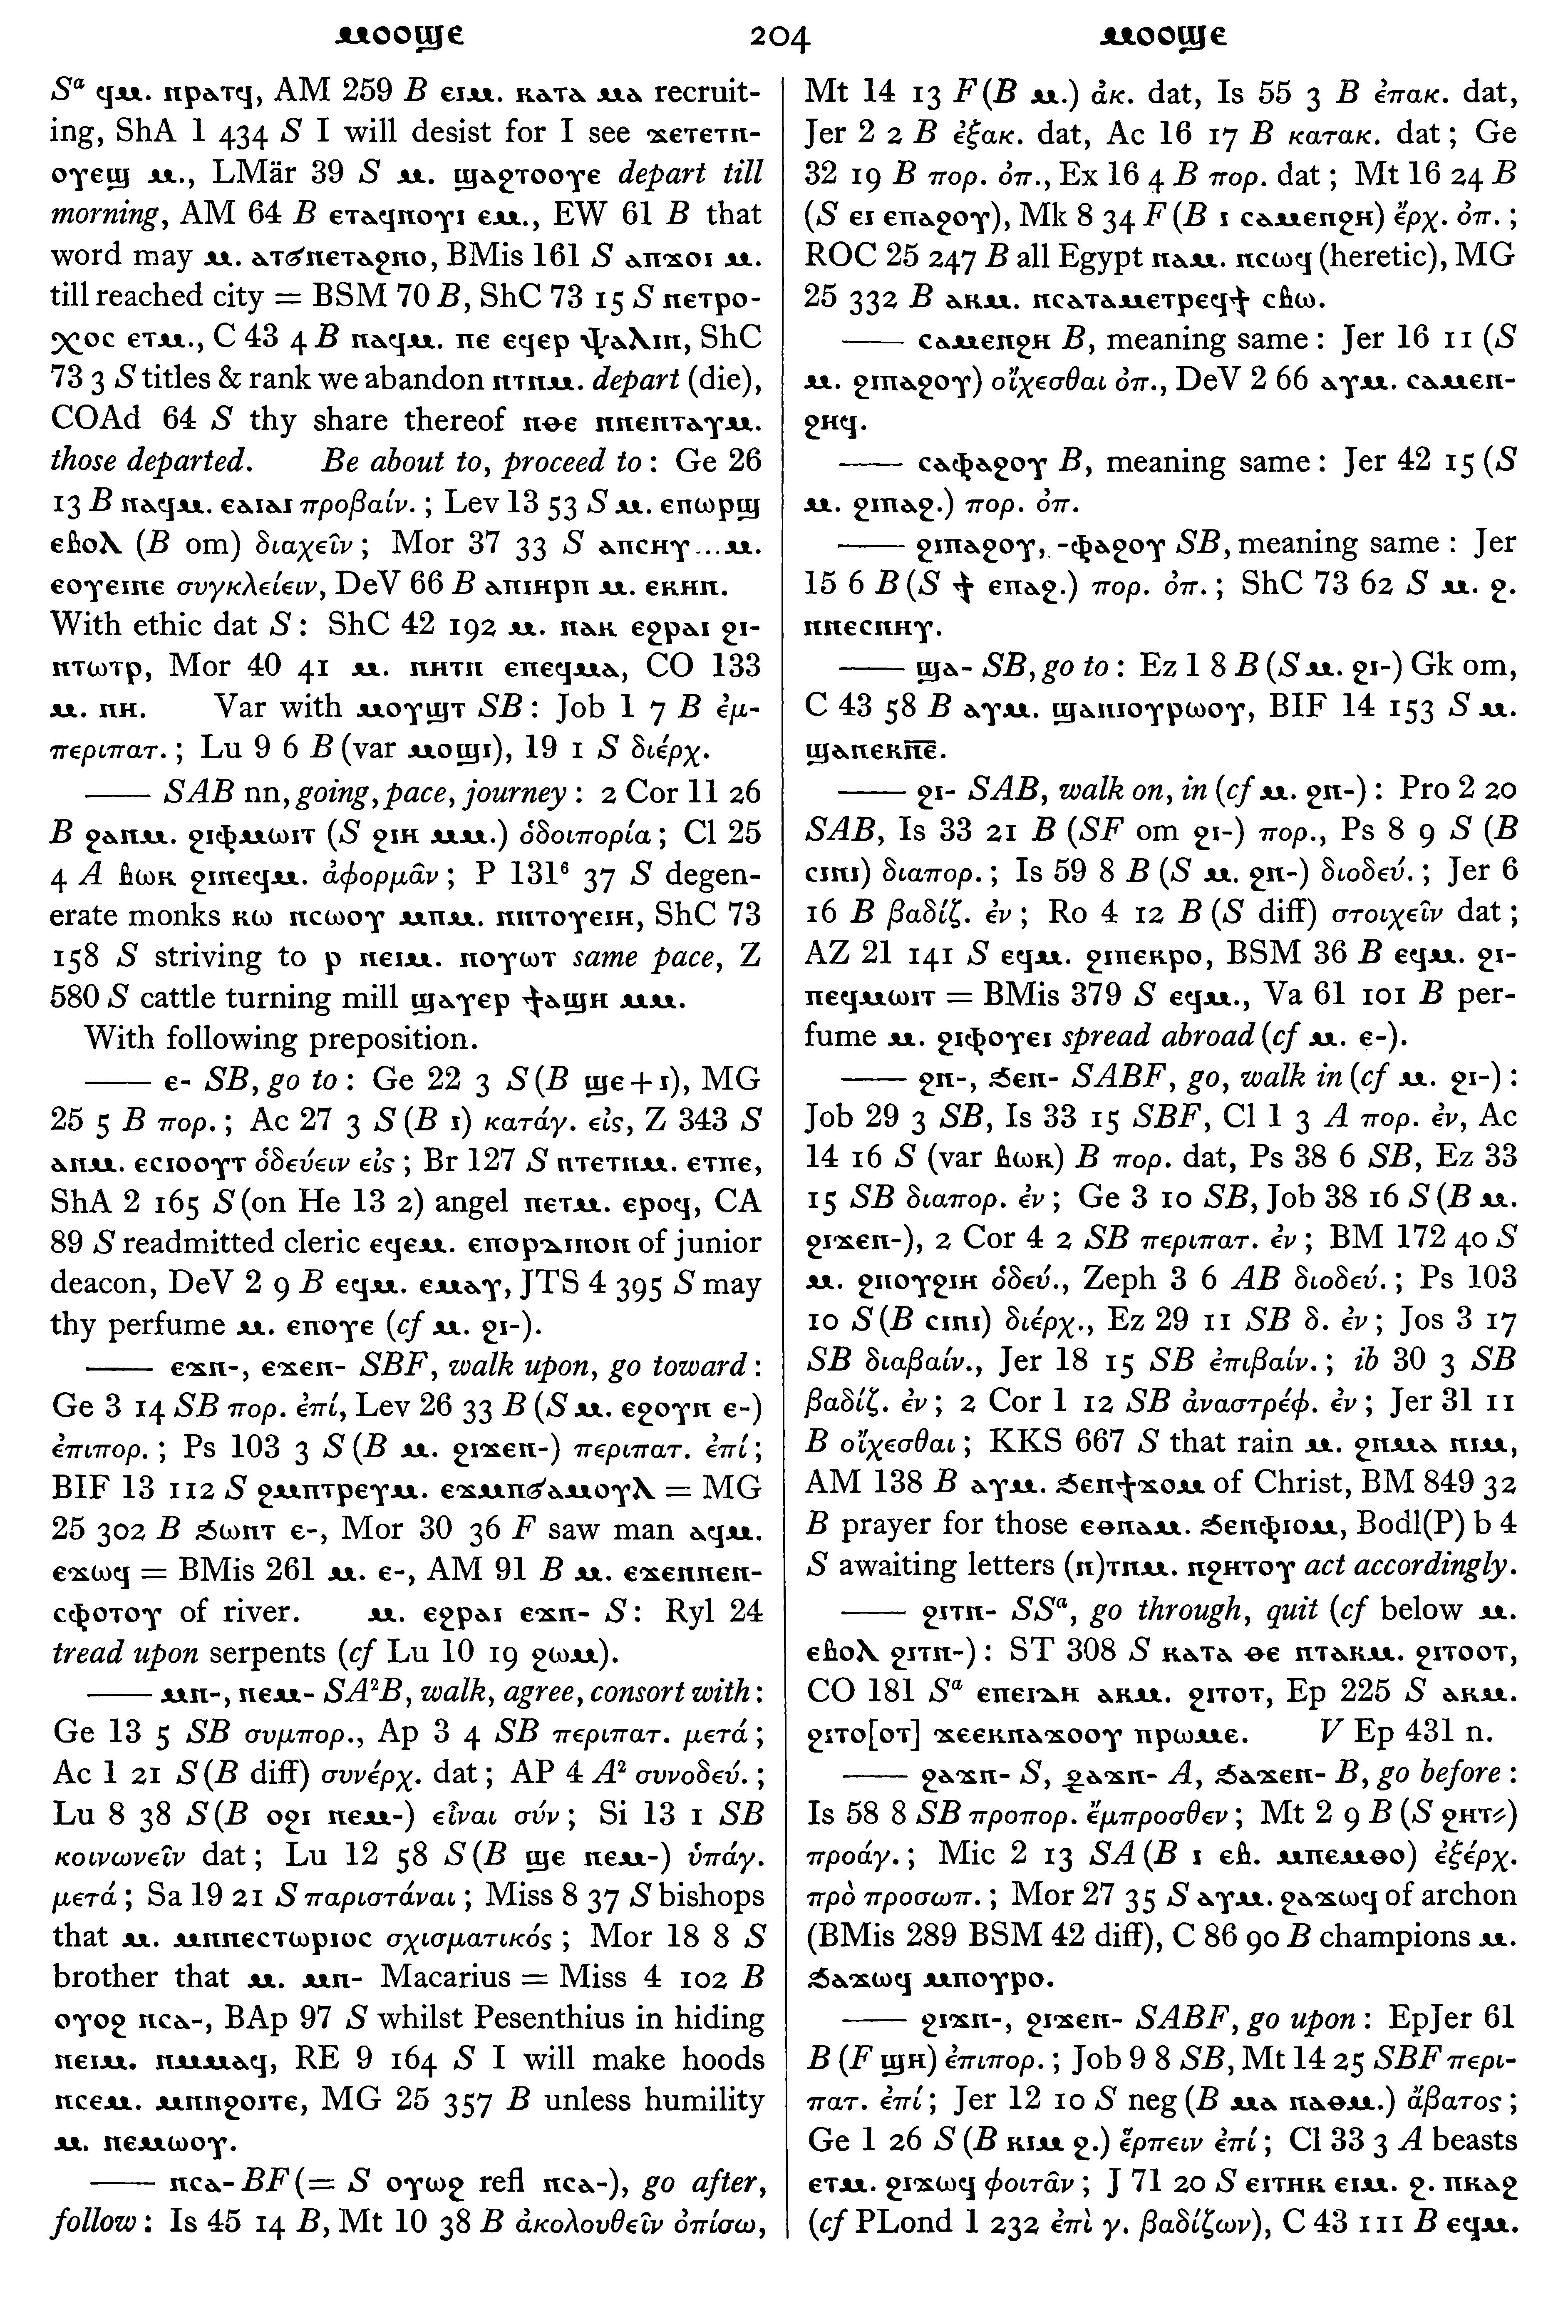 ⲙⲟⲟϣⲉ 204 ⲙⲟⲟϣⲉ
Sᵃ ϥⲙ. ⲛⲣⲁⲧϥ, AM 259 B ⲉⲓⲙ. ⲕⲁⲧⲁ ⲙⲁ recruit-
ing, ShA 1 434 S I will desist for I see ϫⲉⲧⲉⲧⲛ-
ⲟⲩⲉϣ ⲙ., LMär 39 S ⲙ. ϣⲁϩⲧⲟⲟⲩⲉ depart till
morning, AM 64 B ⲉⲧⲁϥⲛⲟⲩⲓ ⲉⲙ., EW 61 B that
word may ⲙ. ⲁⲧϭⲛⲉⲧⲁϩⲛⲟ, BMis 161 S ⲁⲡϫⲟⲓ ⲙ.
till reached city = BSM 70 B, ShC 73 15 S ⲡⲉⲧⲣⲟ-
ⲭⲟⲥ ⲉⲧⲙ., C 43 4 B ⲛⲁϥⲙ. ⲡⲉ ⲉϥⲉⲣ ⲯⲁⲗⲓⲛ, ShC
73 3 S titles & rank we abandon ⲛⲧⲛⲙ. depart (die),
COAd 64 S thy share thereof ⲛⲑⲉ ⲛⲛⲉⲛⲧⲁⲩⲙ.
those departed. Be about to, proceed to : Ge 26
13 B ⲛⲁϥⲙ. ⲉⲁⲓⲁⲓ προβαίν. ; Lev 13 53 S ⲙ. ⲉⲡⲱⲣϣ
ⲉⲃⲟⲗ (B om) διαχεῖν ; Mor 37 33 S ⲁⲡⲥⲏⲩ...ⲙ.
ⲉⲟⲩⲉⲓⲛⲉ συγκλείειν, DeV 66 B ⲁⲡⲓⲏⲣⲡ ⲙ. ⲉⲕⲏⲛ.
With ethic dat S : ShC 42 192 ⲙ. ⲛⲁⲕ ⲉϩⲣⲁⲓ ϩⲓ-
ⲛⲧⲱⲧⲣ, Mor 40 41 ⲙ. ⲛⲏⲧⲛ ⲉⲡⲉϥⲙⲁ, CO 133
ⲙ. ⲛⲏ. Var with ⲙⲟⲩϣⲧ SB : Job 1 7 B ἐμ-
περιπατ. ; Lu 9 6 B (var ⲙⲟϣⲓ), 19 1 S διέρχ.
—— SAB nn, going, pace, journey : 2 Cor 11 26
B ϩⲁⲛⲙ. ϩⲓⲫⲙⲱⲓⲧ (S ϩⲓⲏ ⲙⲙ.) ὁδοιπορία ; Cl 25
4 A ⲃⲱⲕ ϩⲓⲡⲉϥⲙ. ἀφορμᾶν ; P 131⁶ 37 S degen-
erate monks ⲕⲱ ⲛⲥⲱⲟⲩ ⲙⲡⲙ. ⲛⲛⲧⲟⲩⲉⲓⲏ, ShC 73
158 S striving to ⲣ ⲡⲉⲓⲙ. ⲛⲟⲩⲱⲧ same pace, Z
580 S cattle turning mill ϣⲁⲩⲉⲣ ϯⲁϣⲏ ⲙⲙ.
With following preposition.
—— ⲉ- SB, go to : Ge 22 3 S (B ϣⲉ+ⲓ), MG
25 5 B πορ. ; Ac 27 3 S (B ⲓ) κατάγ. εἰς, Z 343 S
ⲁⲛⲙ. ⲉⲥⲓⲟⲟⲩⲧ ὁδεύειν εἰς ; Br 127 S ⲛⲧⲉⲧⲛⲙ. ⲉⲧⲡⲉ,
ShA 2 165 S (on He 13 2) angel ⲡⲉⲧⲙ. ⲉⲣⲟϥ, CA
89 S readmitted cleric ⲉϥⲉⲙ. ⲉⲡⲟⲣⲇⲓⲛⲟⲛ of junior
deacon, DeV 2 9 B ⲉϥⲙ. ⲉⲙⲁⲩ, JTS 4 395 S may
thy perfume ⲙ. ⲉⲡⲟⲩⲉ (cf ⲙ. ϩⲓ-).
—— ⲉϫⲛ-, ⲉϫⲉⲛ- SBF, walk upon, go toward :
Ge 3 14 SB πορ. ἐπί, Lev 26 33 B (S ⲙ. ⲉϩⲟⲩⲛ ⲉ-)
ἐπιπορ. ; Ps 103 3 S (B ⲙ. ϩⲓϫⲉⲛ-) περιπατ. ἐπί ;
BIF 13 112 S ϩⲙⲡⲧⲣⲉⲩⲙ. ⲉϫⲙⲡϭⲁⲙⲟⲩⲗ = MG
25 302 B ϧⲱⲛⲧ ⲉ-, Mor 30 36 F saw man ⲁϥⲙ.
ⲉϫⲱϥ = BMis 261 ⲙ. ⲉ-, AM 91 B ⲙ. ⲉϫⲉⲛⲛⲉⲛ-
ⲥⲫⲟⲧⲟⲩ of river. ⲙ. ⲉϩⲣⲁⲓ ⲉϫⲛ- S : Ryl 24
tread upon serpents (cf Lu 10 19 ϩⲱⲙ).
—— ⲙⲛ-, ⲛⲉⲙ- SA²B, walk, agree, consort with :
Ge 13 5 SB συμπορ., Ap 3 4 SB περιπατ. μετά ;
Ac 1 21 S (B diff) συνέρχ. dat ; AP 4 A² συνοδεύ. ;
Lu 8 38 S (B ⲟϩⲓ ⲛⲉⲙ-) εἶναι σύν ; Si 13 1 SB
κοινωνεῖν dat ; Lu 12 58 S (B ϣⲉ ⲛⲉⲙ-) ὑπάγ.
μετά ; Sa 19 21 S παριστάναι ; Miss 8 37 S bishops
that ⲙ. ⲙⲛⲛⲉⲥⲧⲱⲣⲓⲟⲥ σχισματικός ; Mor 18 8 S
brother that ⲙ. ⲙⲛ- Macarius = Miss 4 102 B
ⲟⲩⲟϩ ⲛⲥⲁ-, BAp 97 S whilst Pesenthius in hiding
ⲛⲉⲓⲙ. ⲛⲙⲙⲁϥ, RE 9 164 S I will make hoods
ⲛⲥⲉⲙ. ⲙⲛⲛϩⲟⲓⲧⲉ, MG 25 357 B unless humility
ⲙ. ⲛⲉⲙⲱⲟⲩ.
—— ⲛⲥⲁ- BF (= S ⲟⲩⲱϩ refl ⲛⲥⲁ-), go after,
follow : Is 45 14 B, Mt 10 38 B ἀκολουθεῖν ὀπίσω,
Mt 14 13 F (B ⲙ.) ἀκ. dat, Is 55 3 B ἐπακ. dat,
Jer 2 2 B ἐξακ. dat, Ac 16 17 B κατακ. dat ; Ge
32 19 B πορ. ὀπ., Ex 16 4 B πορ. dat ; Mt 16 24 B
(S ⲉⲓ ⲉⲡⲁϩⲟⲩ), Mk 8 34 F (B ⲓ ⲥⲁⲙⲉⲛϩⲏ) ἔρχ. ὀπ. ;
ROC 25 247 B all Egypt ⲛⲁⲙ. ⲛⲥⲱϥ (heretic), MG
25 332 B ⲁⲕⲙ. ⲛⲥⲁⲧⲁⲙⲉⲧⲣⲉϥϯ ⲥⲃⲱ.
—— ⲥⲁⲙⲉⲛϩⲏ B, meaning same : Jer 16 11 (S
ⲙ. ϩⲓⲡⲁϩⲟⲩ) οἴχεσθαι ὀπ., DeV 2 66 ⲁⲩⲙ. ⲥⲁⲙⲉⲛ-
ϩⲏϥ.
—— ⲥⲁⲫⲁϩⲟⲩ B, meaning same : Jer 42 15 (S
ⲙ. ϩⲓⲡⲁϩ.) πορ. ὀπ.
—— ϩⲓⲡⲁϩⲟⲩ, -ⲫⲁϩⲟⲩ SB, meaning same : Jer
15 6 B (S ϯ ⲉⲡⲁϩ.) πορ. ὀπ. ; ShC 73 62 S ⲙ. ϩ.
ⲛⲛⲉⲥⲛⲏⲩ.
—— ϣⲁ- SB, go to : Ez 1 8 B (S ⲙ. ϩⲓ-) Gk om,
C 43 58 B ⲁⲩⲙ. ϣⲁⲛⲓⲟⲩⲣⲱⲟⲩ, BIF 14 153 S ⲙ.
ϣⲁⲡⲉⲕⲡ̅ⲉ̅.
—— ϩⲓ- SAB, walk on, in (cf ⲙ. ϩⲛ-) : Pro 2 20
SAB, Is 33 21 B (SF om ϩⲓ-) πορ., Ps 8 9 S (B
ⲥⲓⲛⲓ) διαπορ. ; Is 59 8 B (S ⲙ. ϩⲛ-) διοδεύ. ; Jer 6
16 B βαδίζ. ἐν ; Ro 4 12 B (S diff) στοιχεῖν dat ;
AZ 21 141 S ⲉϥⲙ. ϩⲓⲡⲉⲕⲣⲟ, BSM 36 B ⲉϥⲙ. ϩⲓ-
ⲡⲉϥⲙⲱⲓⲧ = BMis 379 S ⲉϥⲙ., Va 61 101 B per-
fume ⲙ. ϩⲓⲫⲟⲩⲉⲓ spread abroad (cf ⲙ. ⲉ-).
—— ϩⲛ-, ϧⲉⲛ- SABF, go, walk in (cf ⲙ. ϩⲓ-) :
Job 29 3 SB, Is 33 15 SBF, Cl 1 3 A πορ. ἐν, Ac
14 16 S (var ⲃⲱⲕ) B πορ. dat, Ps 38 6 SB, Ez 33
15 SB διαπορ. ἐν ; Ge 3 10 SB, Job 38 16 S (B ⲙ.
ϩⲓϫⲉⲛ-), 2 Cor 4 2 SB περιπατ. ἐν ; BM 172 40 S
ⲙ. ϩⲛⲟⲩϩⲓⲏ ὁδεύ., Zeph 3 6 AB διοδεύ. ; Ps 103
10 S (B ⲥⲓⲛⲓ) διέρχ., Ez 29 11 SB δ. ἐν ; Jos 3 17
SB διαβαίν., Jer 18 15 SB ἐπιβαίν. ; ib 30 3 SB
βαδίζ. ἐν ; 2 Cor 1 12 SB ἀναστρέφ. ἐν ; Jer 31 11
B οἴχεσθαι ; KKS 667 S that rain ⲙ. ϩⲙⲙⲁ ⲛⲓⲙ,
AM 138 B ⲁⲩⲙ. ϧⲉⲛϯϫⲟⲙ of Christ, BM 849 32
B prayer for those ⲉⲑⲛⲁⲙ. ϧⲉⲛⲫⲓⲟⲙ, Bodl(P) b 4
S awaiting letters (ⲛ)ⲧⲛⲙ. ⲛϩⲏⲧⲟⲩ act accordingly.
—— ϩⲓⲧⲛ- SSᵃ, go through, quit (cf below ⲙ.
ⲉⲃⲟⲗ ϩⲓⲧⲛ-) : ST 308 S ⲕⲁⲧⲁ ⲑⲉ ⲛⲧⲁⲕⲙ. ϩⲓⲧⲟⲟⲧ,
CO 181 Sᵃ ⲉⲡⲉⲓⲇⲏ ⲁⲕⲙ. ϩⲓⲧⲟⲧ, Ep 225 S ⲁⲕⲙ.
ϩⲓⲧⲟ[ⲟⲧ] ϫⲉⲉⲕⲛⲁϫⲟⲟⲩ ⲛⲣⲱⲙⲉ. V Ep 431 n.
—— ϩⲁϫⲛ- S, ϩⲁϫⲛ- A, ϧⲁϫⲉⲛ- B, go before :
Is 58 8 SB προπορ. ἔμπροσθεν ; Mt 2 9 B (S ϩⲏⲧ⸗)
προάγ. ; Mic 2 13 SA (B ⲓ ⲉⲃ. ⲙⲡⲉⲙⲑⲟ) ἐξέρχ.
πρὸ προσωπ. ; Mor 27 35 S ⲁⲩⲙ. ϩⲁϫⲱϥ of archon
(BMis 289 BSM 42 diff), C 86 90 B champions ⲙ.
ϧⲁϫⲱϥ ⲙⲡⲟⲩⲣⲟ.
—— ϩⲓϫⲛ-, ϩⲓϫⲉⲛ- SABF, go upon : EpJer 61
B (F ϣⲏ) ἐπιπορ. ; Job 9 8 SB, Mt 14 25 SBF περι-
πατ. ἐπί ; Jer 12 10 S neg (B ⲙⲁ ⲛⲁⲑⲙ.) ἄβατος ;
Ge 1 26 S (B ⲕⲓⲙ ϩ.) ἕρπειν ἐπί ; Cl 33 3 A beasts
ⲉⲧⲙ. ϩⲓϫⲱϥ φοιτᾶν ; J 71 20 S ⲉⲓⲧⲏⲕ ⲉⲓⲙ. ϩ. ⲡⲕⲁϩ
(cf PLond 1 232 ἐπὶ γ. βαδίζων), C 43 111 B ⲉϥⲙ.